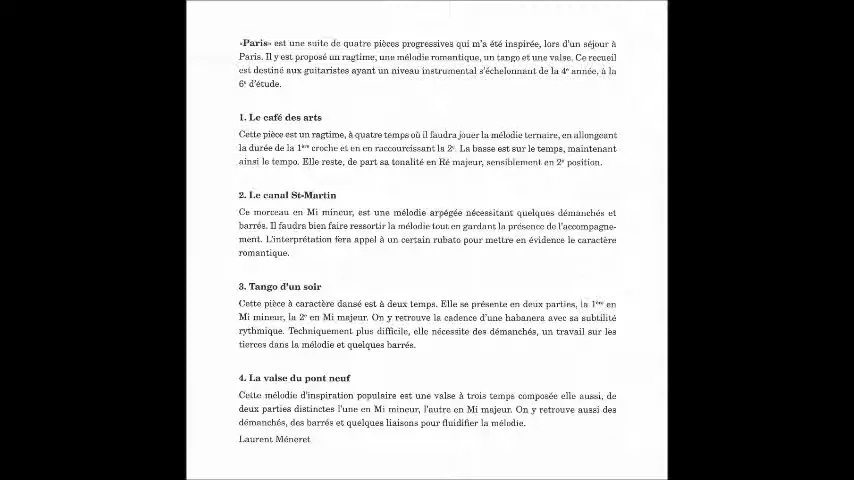 «Paris» est une suite de quatre pièces progressives qui m'a été inspirée, lors d'un séjour à
Paris. Il y est proposé un ragtime, une mélodie romantique, un tango et une valse. Ce recueil
est destiné aux guitaristes ayant un niveau instrumental s'échelonnant de la 4e année, à la
6e d'étude.
1. Le café des arts
Cette pièce est un ragtime, à quatre temps où il faudra jouer la mélodie ternaire, en allongeant
la durée de la 1ère croche et en en raccourcissant la 2e. La basse est sur le temps, maintenant
ainsi le tempo. Elle reste, de part sa tonalité en Ré majeur, sensiblement en 2e position.
2. Le canal St-Martin
Ce morceau en Mi mineur, est une mélodie arpégée nécessitant quelques démanchés et
barrés. Il faudra bien faire ressortir la mélodie tout en gardant la présence de l'accompagne-
ment. L'interprétation fera appel à un certain rubato pour mettre en évidence le caractère
romantique.
3. Tango d'un soir
Cette pièce à caractère dansé est à deux temps. Elle se présente en deux parties, la 1ère en
Mi mineur, la 2e en Mi majeur. On y retrouve la cadence d'une habanera avec sa subtilité
rythmique. Techniquement plus difficile, elle nécessite des démanchés, un travail sur les
tierces dans la mélodie et quelques barrés.
4. La valse du pont neuf
Cette mélodie d'inspiration populaire est une valse à trois temps composée elle aussi, de
deux parties distinctes l'une en Mi mineur, l'autre en Mi majeur. On y retrouve aussi des
démanchés, des barrés et quelques liaisons pour fluidifier la mélodie.
Laurent Méneret